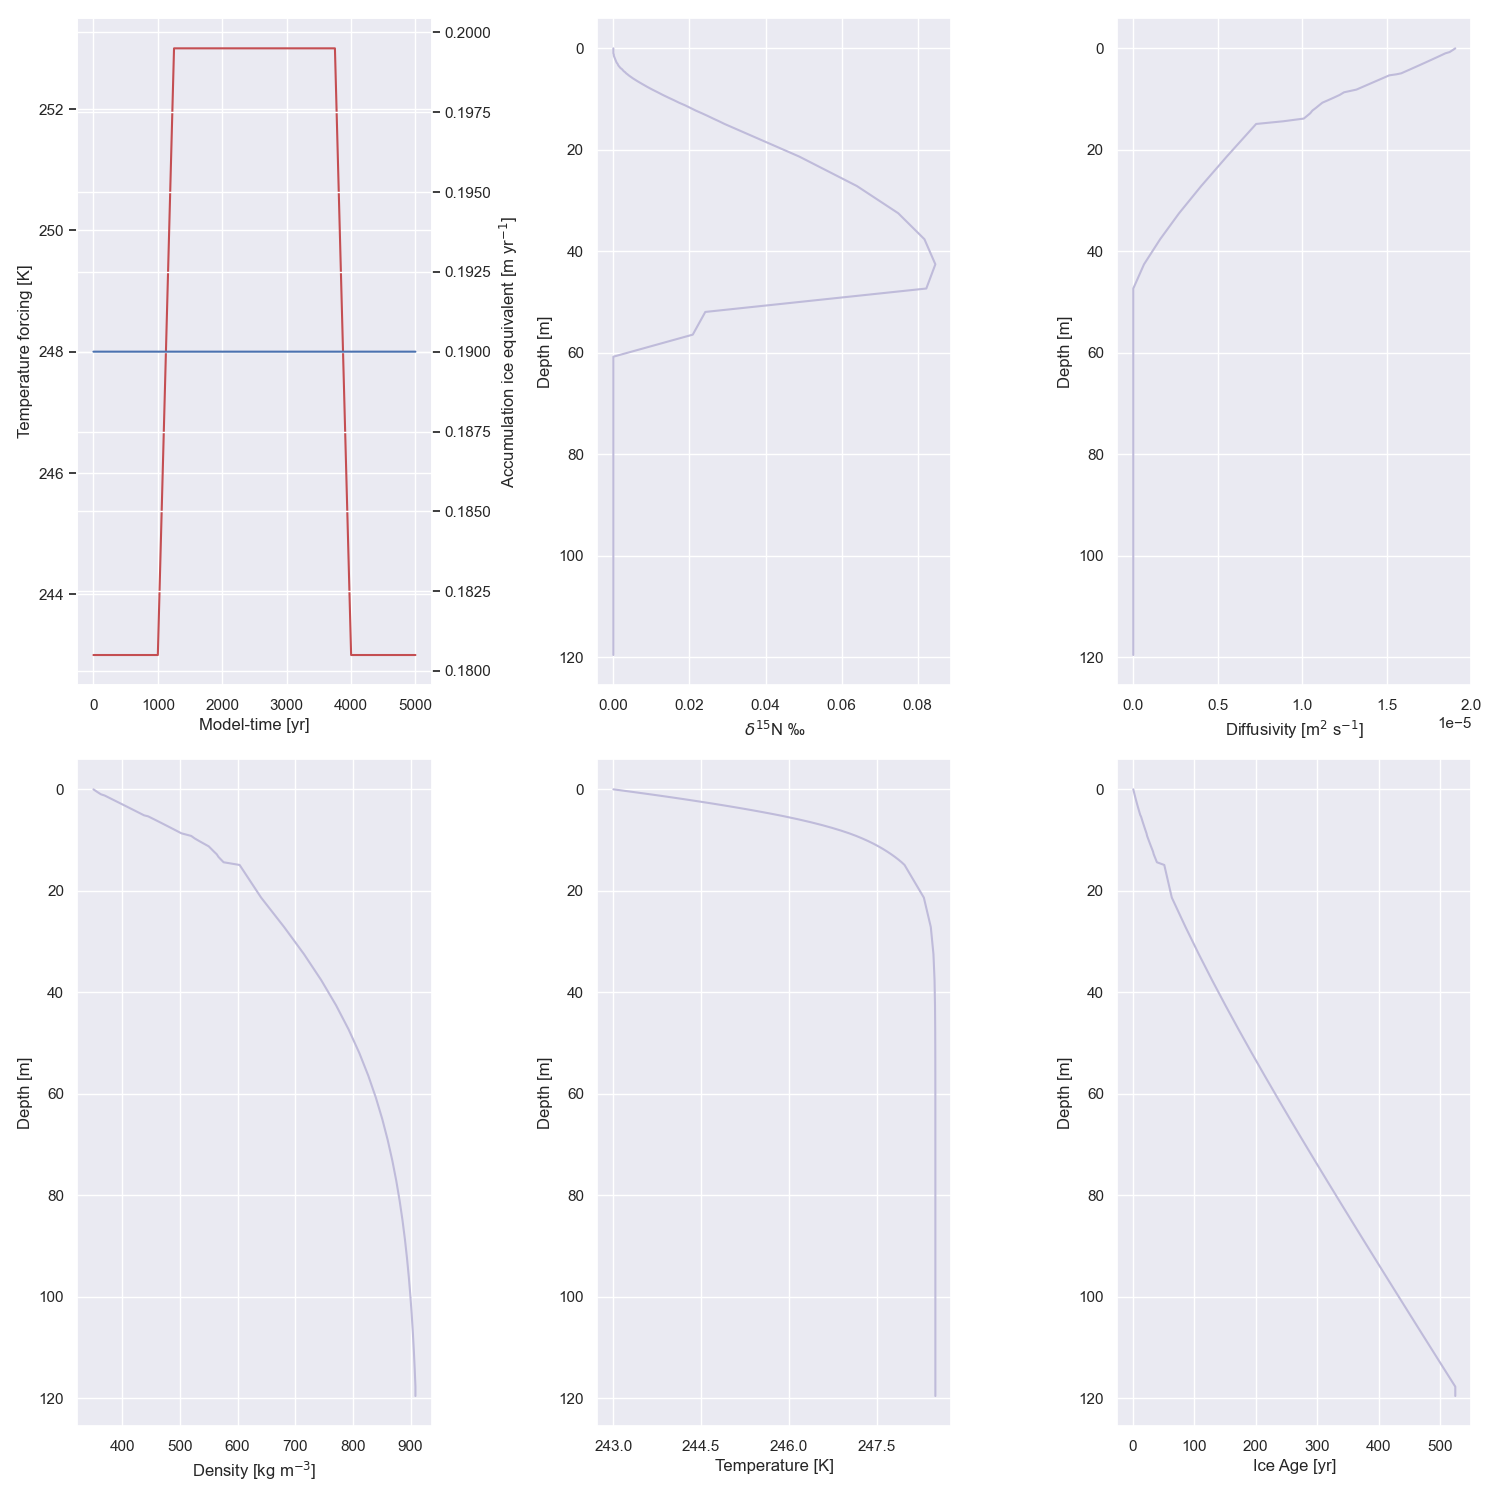 252
250
248
246
244
Temperature forcing [K]
0 1000 2000 3000 4000 5000
Model-time [yr]
0.2000
0.1975
0.1950
0.1925
0.1900
0.1875
0.1850
0.1825
0.1800
Accumulation ice equivalent [m yr⁻¹]
0
20
40
60
80
100
120
Depth [m]
0.00 0.02 0.04 0.06 0.08
δ¹⁵N ‰
0
20
40
60
80
100
120
Depth [m]
0.0 0.5 1.0 1.5 2.0
1e−5
Diffusivity [m² s⁻¹]
0
20
40
60
80
100
120
Depth [m]
400 500 600 700 800 900
Density [kg m⁻³]
0
20
40
60
80
100
120
Depth [m]
243.0 244.5 246.0 247.5
Temperature [K]
0
20
40
60
80
100
120
Depth [m]
0 100 200 300 400 500
Ice Age [yr]